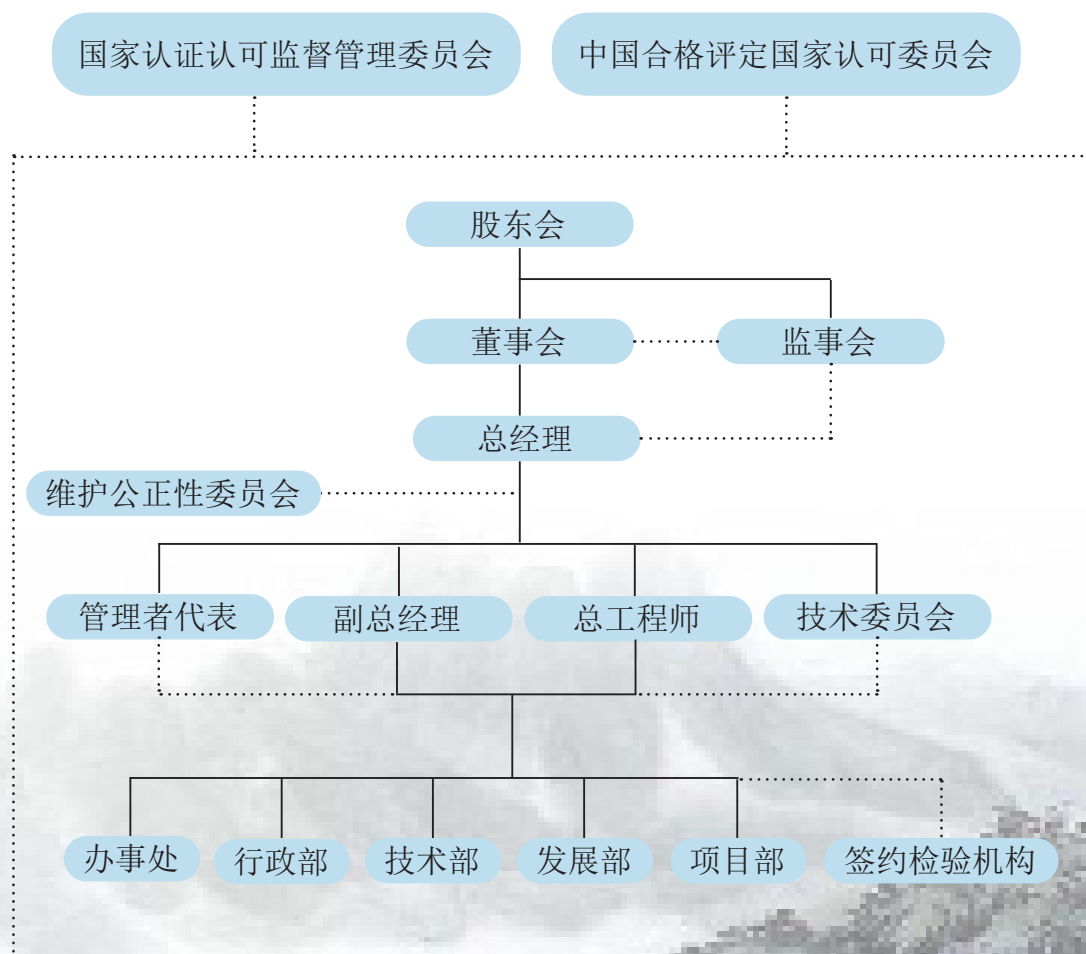 国家认证认可监督管理委员会
中国合格评定国家认可委员会
股东会
董事会
监事会
总经理
维护公正性委员会
管理者代表
副总经理
总工程师
技术委员会
办事处
行政部
技术部
发展部
项目部
签约检验机构